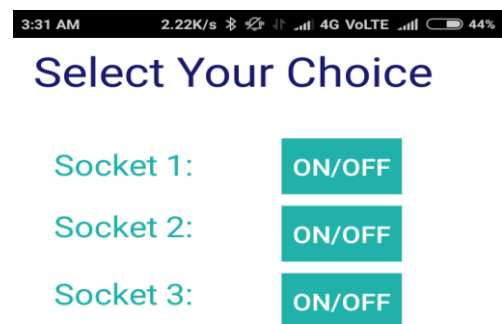 3:31 AM 2.22K/s 4G VoLTE 44%
Select Your Choice
Socket 1: ON/OFF
Socket 2: ON/OFF
Socket 3: ON/OFF